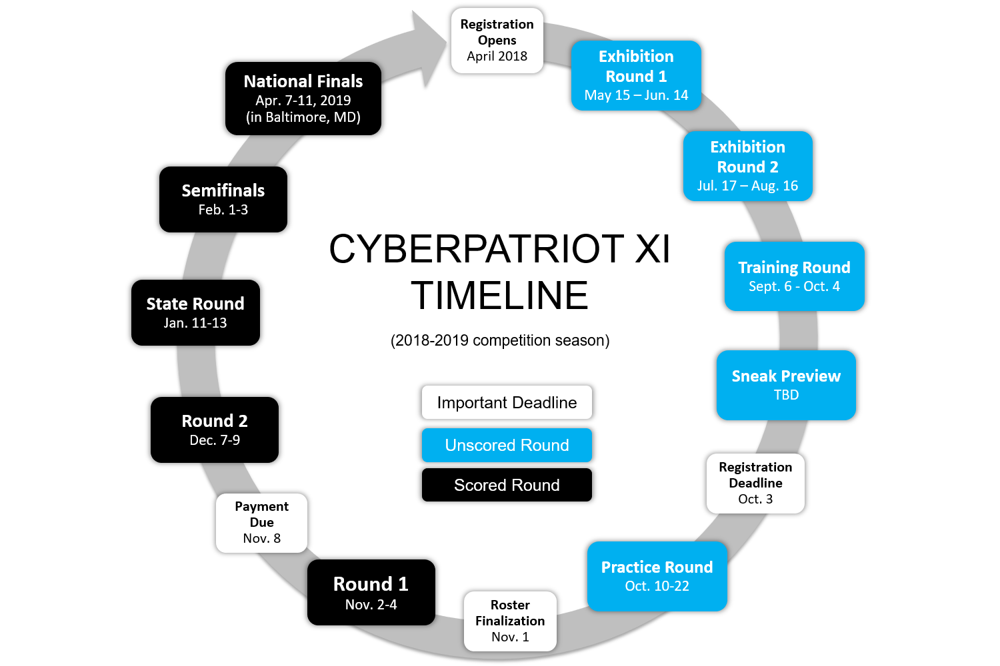 Registration
Opens
April 2018
Exhibition
Round 1
May 15 – Jun. 14
Exhibition
Round 2
Jul. 17 – Aug. 16
Training Round
Sept. 6 - Oct. 4
Sneak Preview
TBD
Registration
Deadline
Oct. 3
Practice Round
Oct. 10-22
Roster
Finalization
Nov. 1
Round 1
Nov. 2-4
Payment
Due
Nov. 8
Round 2
Dec. 7-9
State Round
Jan. 11-13
Semifinals
Feb. 1-3
National Finals
Apr. 7-11, 2019
(in Baltimore, MD)
CYBERPATRIOT XI
TIMELINE
(2018-2019 competition season)
Important Deadline
Unscored Round
Scored Round